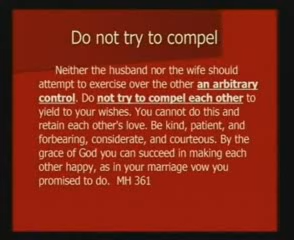 Do not try to compel
Neither the husband nor the wife should
attempt to exercise over the other an arbitrary
control. Do not try to compel each other to
yield to your wishes. You cannot do this and
retain each other's love. Be kind, patient, and
forbearing, considerate, and courteous. By the
grace of God you can succeed in making each
other happy, as in your marriage vow you
promised to do.  MH 361